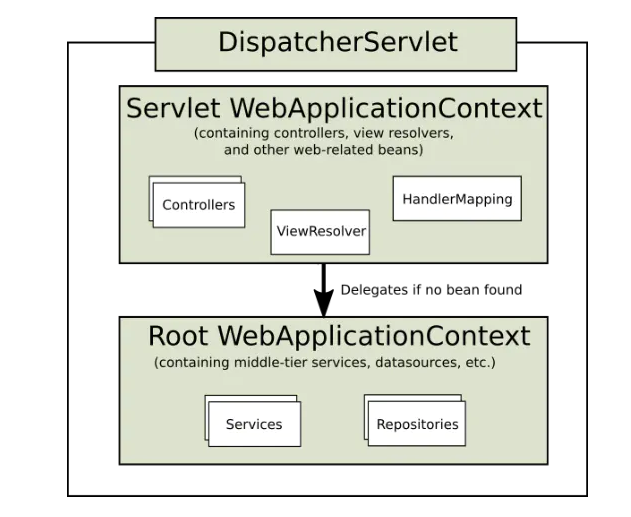 DispatcherServlet
Servlet WebApplicationContext
(containing controllers, view resolvers,
and other web-related beans)
Controllers
HandlerMapping
ViewResolver
Delegates if no bean found
Root WebApplicationContext
(containing middle-tier services, datasources, etc.)
Services
Repositories